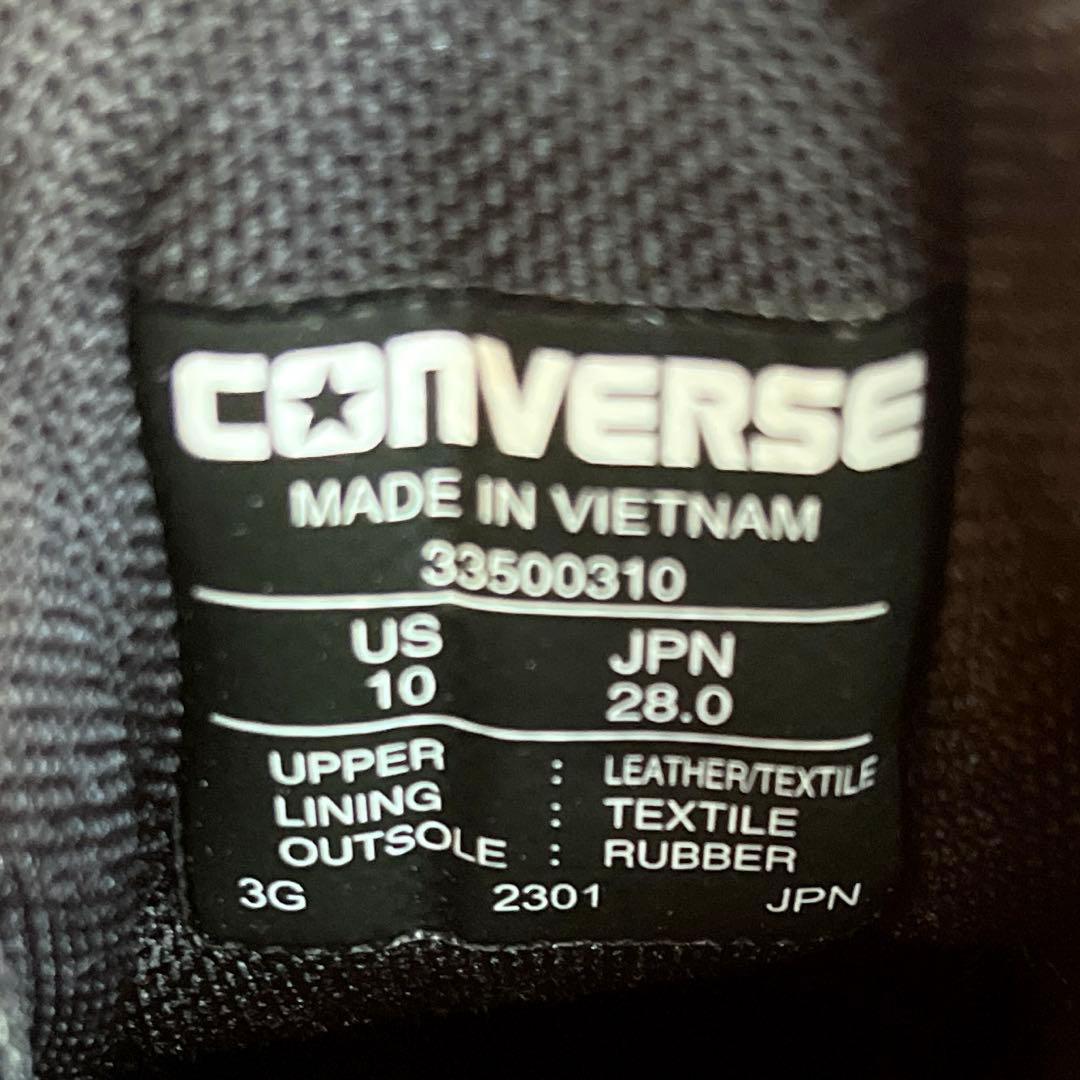 CONVERSE
MADE IN VIETNAM
33500310
US JPN
10 28.0
UPPER : LEATHER/TEXTILE
LINING : TEXTILE
OUTSOLE : RUBBER
3G 2301 JPN